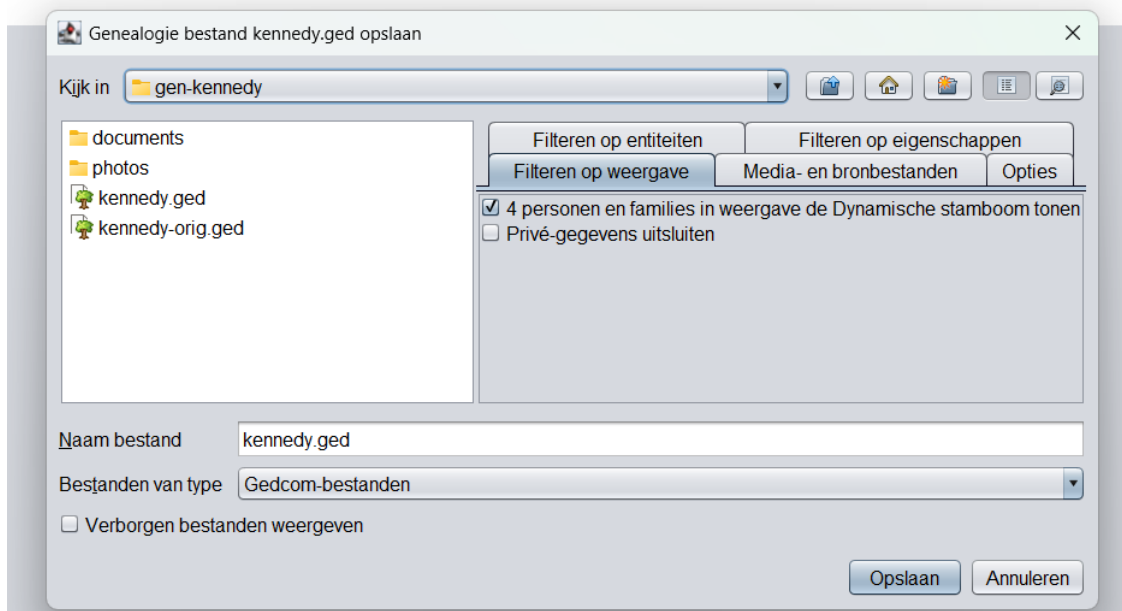 Genealogie bestand kennedy.ged opslaan
Kijk in gen-kennedy
documents
photos
kennedy.ged
kennedy-orig.ged
Filteren op entiteiten Filteren op eigenschappen
Filteren op weergave Media- en bronbestanden Opties
4 personen en families in weergave de Dynamische stamboom tonen
Privé-gegevens uitsluiten
Naam bestand kennedy.ged
Bestanden van type Gedcom-bestanden
Verborgen bestanden weergeven
Opslaan Annuleren